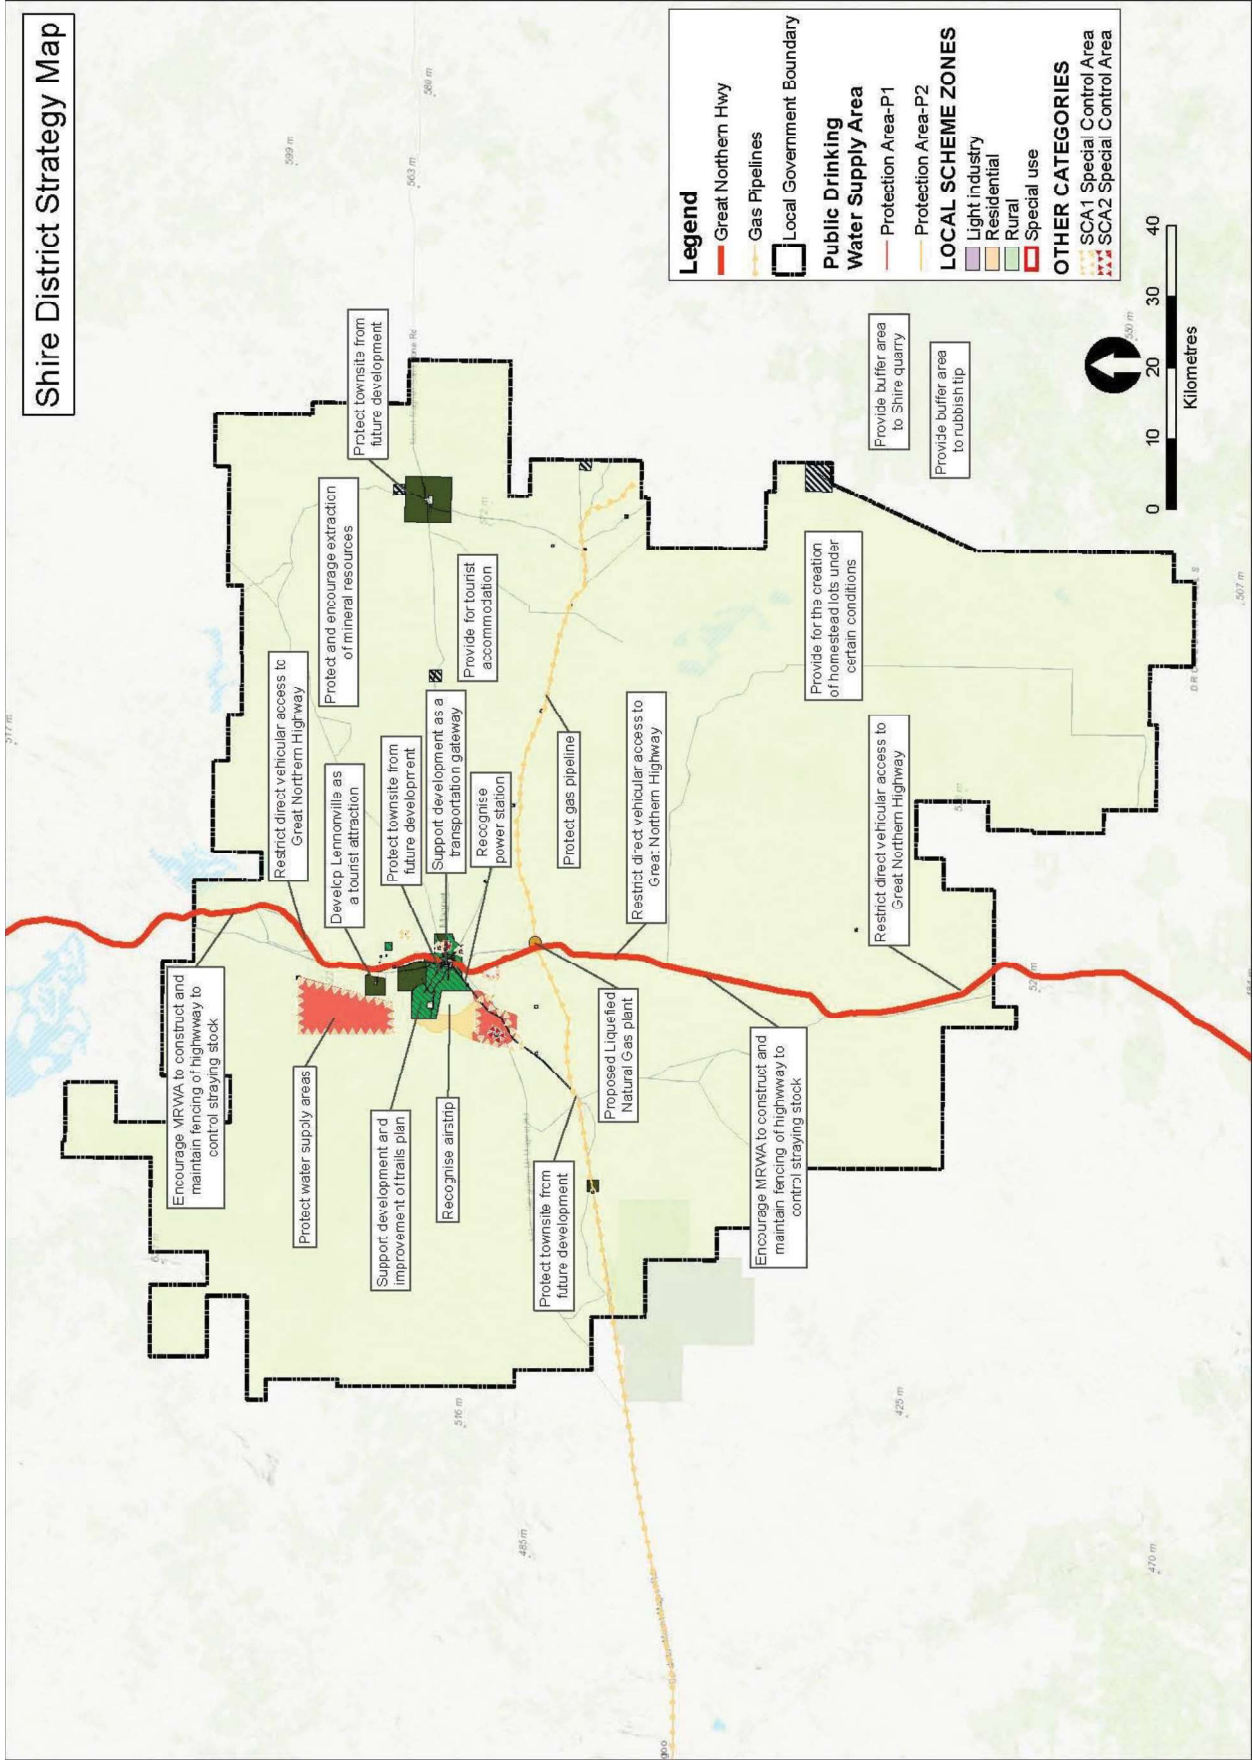 Shire District Strategy Map
517 m
599 m
563 m
589 m
Encourage MRWA to construct and
maintain fencing of highwway to
control straying stock
Restrict direct vehicular access to
Great Northern Highway
Protect water supply areas
Develop Lennonville as
a tourist attraction
Protect and encourage extraction
of mineral resources
Protect townsite from
future development
Support development and
improvement of trails plan
Protect townsite from
future development
Recognise airstrip
Support development as a
transportation gateway
Provide for tourist
accommodation
572 m
Recognise
power station
516 m
Protect townsite from
future development
Protect gas pipeline
485 m
Proposed Liquefied
Natural Gas plant
Restrict direct vehicular access to
Great Northern Highway
goo
Encourage MRWA to construct and
maintain fencing of highwway to
control straying stock
Provide for the creation
of homestead lots under
certain conditions
Provide buffer area
to Shire quarry
Provide buffer area
to rubbish tip
425 m
Restrict direct vehicular access to
Great Northern Highway
470 m
550 m
507 m
Legend
Great Northern Hwy
Gas Pipelines
Local Government Boundary
Public Drinking
Water Supply Area
Protection Area-P1
Protection Area-P2
LOCAL SCHEME ZONES
Light industry
Residential
Rural
Special use
OTHER CATEGORIES
SCA1 Special Control Area
SCA2 Special Control Area
0 10 20 30 40
Kilometres